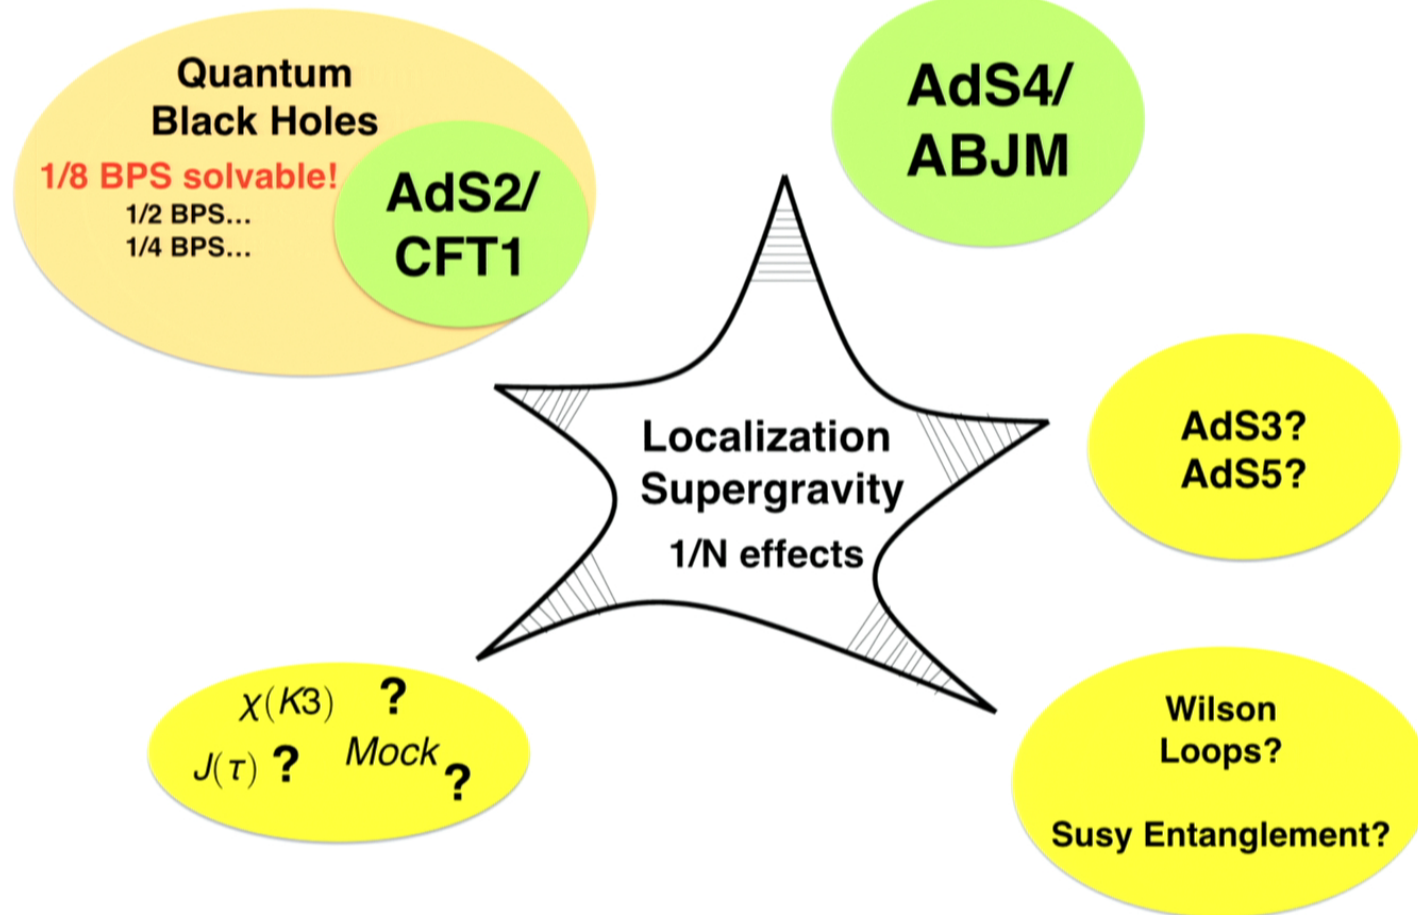 Quantum
Black Holes
1/8 BPS solvable!
1/2 BPS...
1/4 BPS...
AdS2/
CFT1
AdS4/
ABJM
Localization
Supergravity
1/N effects
AdS3?
AdS5?
χ(K3) ?
J(τ) ? Mock ?
Wilson
Loops?
Susy Entanglement?